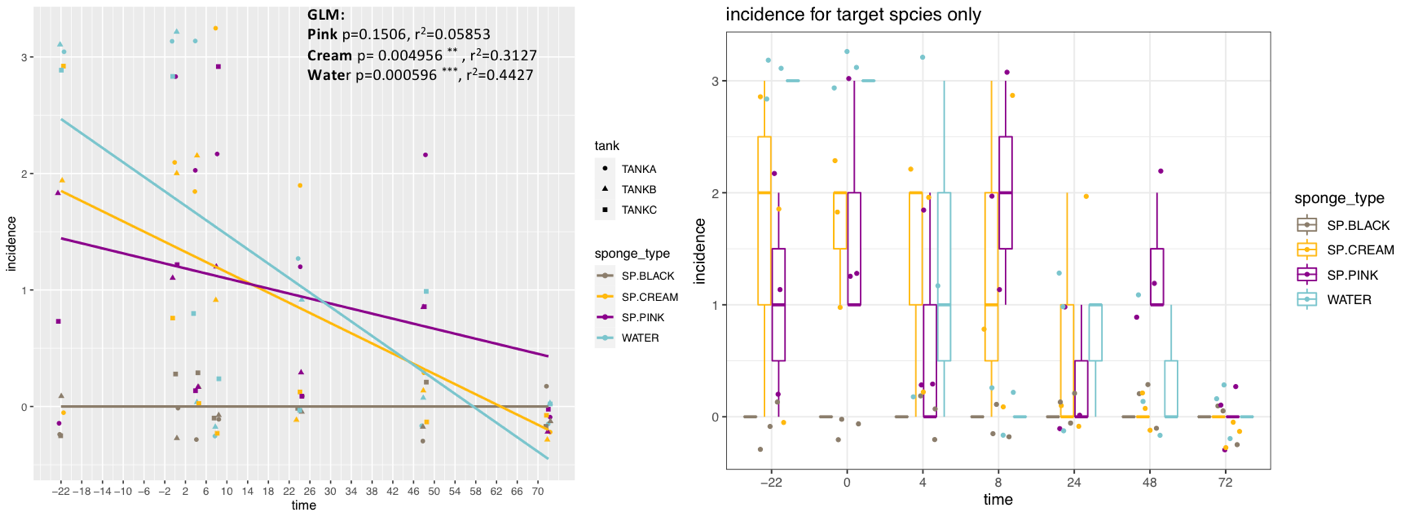 GLM:
Pink p=0.1506, r²=0.05853
Cream p= 0.004956 ** , r²=0.3127
Water p=0.000596 ***, r²=0.4427
3
2
1
0
incidence
−22 −18 −14 −10 −6 −2 2 6 10 14 18 22 26 30 34 38 42 46 50 54 58 62 66 70
time
tank
TANKA
TANKB
TANKC
sponge_type
SP.BLACK
SP.CREAM
SP.PINK
WATER
incidence for target spcies only
3
2
1
0
incidence
−22 0 4 8 24 48 72
time
sponge_type
SP.BLACK
SP.CREAM
SP.PINK
WATER